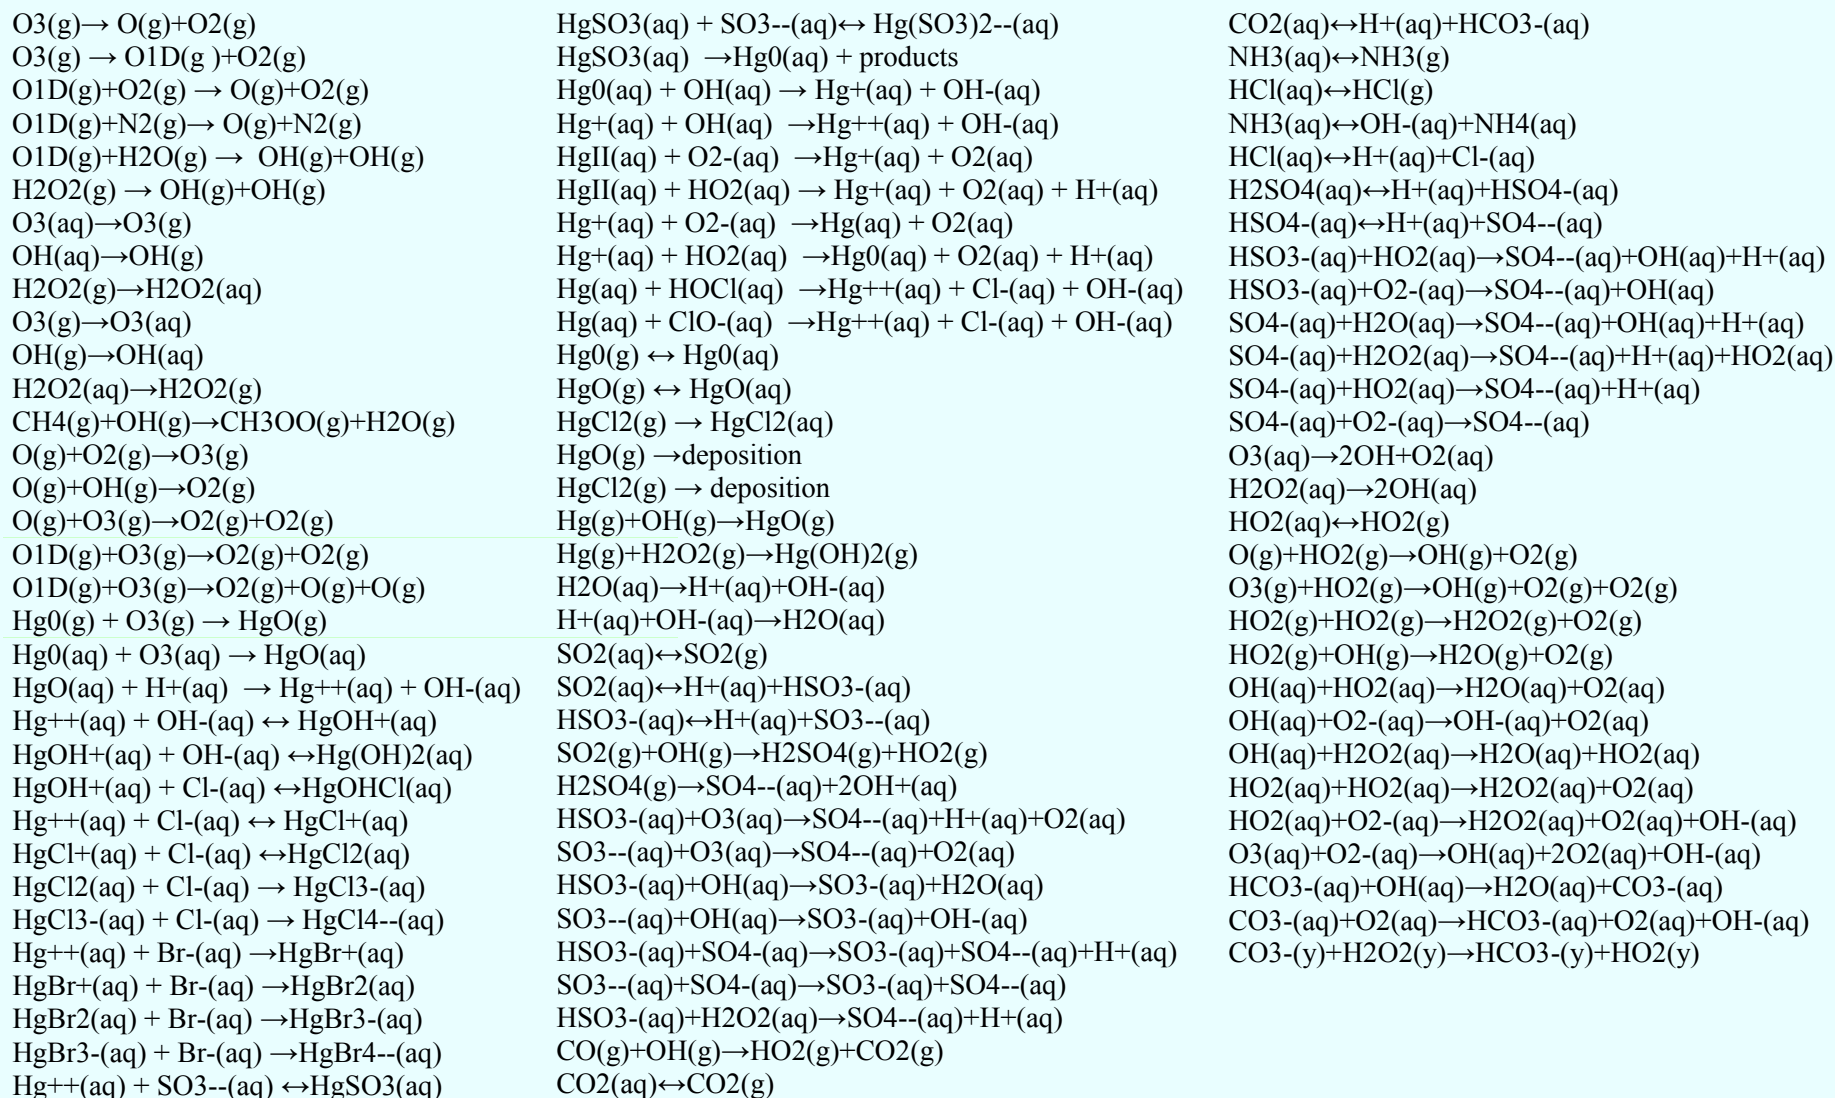 O3(g)→ O(g)+O2(g)
O3(g) → O1D(g )+O2(g)
O1D(g)+O2(g) → O(g)+O2(g)
O1D(g)+N2(g)→ O(g)+N2(g)
O1D(g)+H2O(g) → OH(g)+OH(g)
H2O2(g) → OH(g)+OH(g)
O3(aq)→O3(g)
OH(aq)→OH(g)
H2O2(g)→H2O2(aq)
O3(g)→O3(aq)
OH(g)→OH(aq)
H2O2(aq)→H2O2(g)
CH4(g)+OH(g)→CH3OO(g)+H2O(g)
O(g)+O2(g)→O3(g)
O(g)+OH(g)→O2(g)
O(g)+O3(g)→O2(g)+O2(g)
O1D(g)+O3(g)→O2(g)+O2(g)
O1D(g)+O3(g)→O2(g)+O(g)+O(g)
Hg0(g) + O3(g) → HgO(g)
Hg0(aq) + O3(aq) → HgO(aq)
HgO(aq) + H+(aq) → Hg++(aq) + OH-(aq)
Hg++(aq) + OH-(aq) ↔ HgOH+(aq)
HgOH+(aq) + OH-(aq) ↔Hg(OH)2(aq)
HgOH+(aq) + Cl-(aq) ↔HgOHCl(aq)
Hg++(aq) + Cl-(aq) ↔ HgCl+(aq)
HgCl+(aq) + Cl-(aq) ↔HgCl2(aq)
HgCl2(aq) + Cl-(aq) → HgCl3-(aq)
HgCl3-(aq) + Cl-(aq) → HgCl4--(aq)
Hg++(aq) + Br-(aq) →HgBr+(aq)
HgBr+(aq) + Br-(aq) →HgBr2(aq)
HgBr2(aq) + Br-(aq) →HgBr3-(aq)
HgBr3-(aq) + Br-(aq) →HgBr4--(aq)
Hg++(aq) + SO3--(aq) ↔HgSO3(aq)
HgSO3(aq) + SO3--(aq)↔ Hg(SO3)2--(aq)
HgSO3(aq) →Hg0(aq) + products
Hg0(aq) + OH(aq) → Hg+(aq) + OH-(aq)
Hg+(aq) + OH(aq) →Hg++(aq) + OH-(aq)
HgII(aq) + O2-(aq) →Hg+(aq) + O2(aq)
HgII(aq) + HO2(aq) → Hg+(aq) + O2(aq) + H+(aq)
Hg+(aq) + O2-(aq) →Hg(aq) + O2(aq)
Hg+(aq) + HO2(aq) →Hg0(aq) + O2(aq) + H+(aq)
Hg(aq) + HOCl(aq) →Hg++(aq) + Cl-(aq) + OH-(aq)
Hg(aq) + ClO-(aq) →Hg++(aq) + Cl-(aq) + OH-(aq)
Hg0(g) ↔ Hg0(aq)
HgO(g) ↔ HgO(aq)
HgCl2(g) → HgCl2(aq)
HgO(g) →deposition
HgCl2(g) → deposition
Hg(g)+OH(g)→HgO(g)
Hg(g)+H2O2(g)→Hg(OH)2(g)
H2O(aq)→H+(aq)+OH-(aq)
H+(aq)+OH-(aq)→H2O(aq)
SO2(aq)↔SO2(g)
SO2(aq)↔H+(aq)+HSO3-(aq)
HSO3-(aq)↔H+(aq)+SO3--(aq)
SO2(g)+OH(g)→H2SO4(g)+HO2(g)
H2SO4(g)→SO4--(aq)+2OH+(aq)
HSO3-(aq)+O3(aq)→SO4--(aq)+H+(aq)+O2(aq)
SO3--(aq)+O3(aq)→SO4--(aq)+O2(aq)
HSO3-(aq)+OH(aq)→SO3-(aq)+H2O(aq)
SO3--(aq)+OH(aq)→SO3-(aq)+OH-(aq)
HSO3-(aq)+SO4-(aq)→SO3-(aq)+SO4--(aq)+H+(aq)
SO3--(aq)+SO4-(aq)→SO3-(aq)+SO4--(aq)
HSO3-(aq)+H2O2(aq)→SO4--(aq)+H+(aq)
CO(g)+OH(g)→HO2(g)+CO2(g)
CO2(aq)↔CO2(g)
CO2(aq)↔H+(aq)+HCO3-(aq)
NH3(aq)↔NH3(g)
HCl(aq)↔HCl(g)
NH3(aq)↔OH-(aq)+NH4(aq)
HCl(aq)↔H+(aq)+Cl-(aq)
H2SO4(aq)↔H+(aq)+HSO4-(aq)
HSO4-(aq)↔H+(aq)+SO4--(aq)
HSO3-(aq)+HO2(aq)→SO4--(aq)+OH(aq)+H+(aq)
HSO3-(aq)+O2-(aq)→SO4--(aq)+OH(aq)
SO4-(aq)+H2O(aq)→SO4--(aq)+OH(aq)+H+(aq)
SO4-(aq)+H2O2(aq)→SO4--(aq)+H+(aq)+HO2(aq)
SO4-(aq)+HO2(aq)→SO4--(aq)+H+(aq)
SO4-(aq)+O2-(aq)→SO4--(aq)
O3(aq)→2OH+O2(aq)
H2O2(aq)→2OH(aq)
HO2(aq)↔HO2(g)
O(g)+HO2(g)→OH(g)+O2(g)
O3(g)+HO2(g)→OH(g)+O2(g)+O2(g)
HO2(g)+HO2(g)→H2O2(g)+O2(g)
HO2(g)+OH(g)→H2O(g)+O2(g)
OH(aq)+HO2(aq)→H2O(aq)+O2(aq)
OH(aq)+O2-(aq)→OH-(aq)+O2(aq)
OH(aq)+H2O2(aq)→H2O(aq)+HO2(aq)
HO2(aq)+HO2(aq)→H2O2(aq)+O2(aq)
HO2(aq)+O2-(aq)→H2O2(aq)+O2(aq)+OH-(aq)
O3(aq)+O2-(aq)→OH(aq)+2O2(aq)+OH-(aq)
HCO3-(aq)+OH(aq)→H2O(aq)+CO3-(aq)
CO3-(aq)+O2(aq)→HCO3-(aq)+O2(aq)+OH-(aq)
CO3-(y)+H2O2(y)→HCO3-(y)+HO2(y)